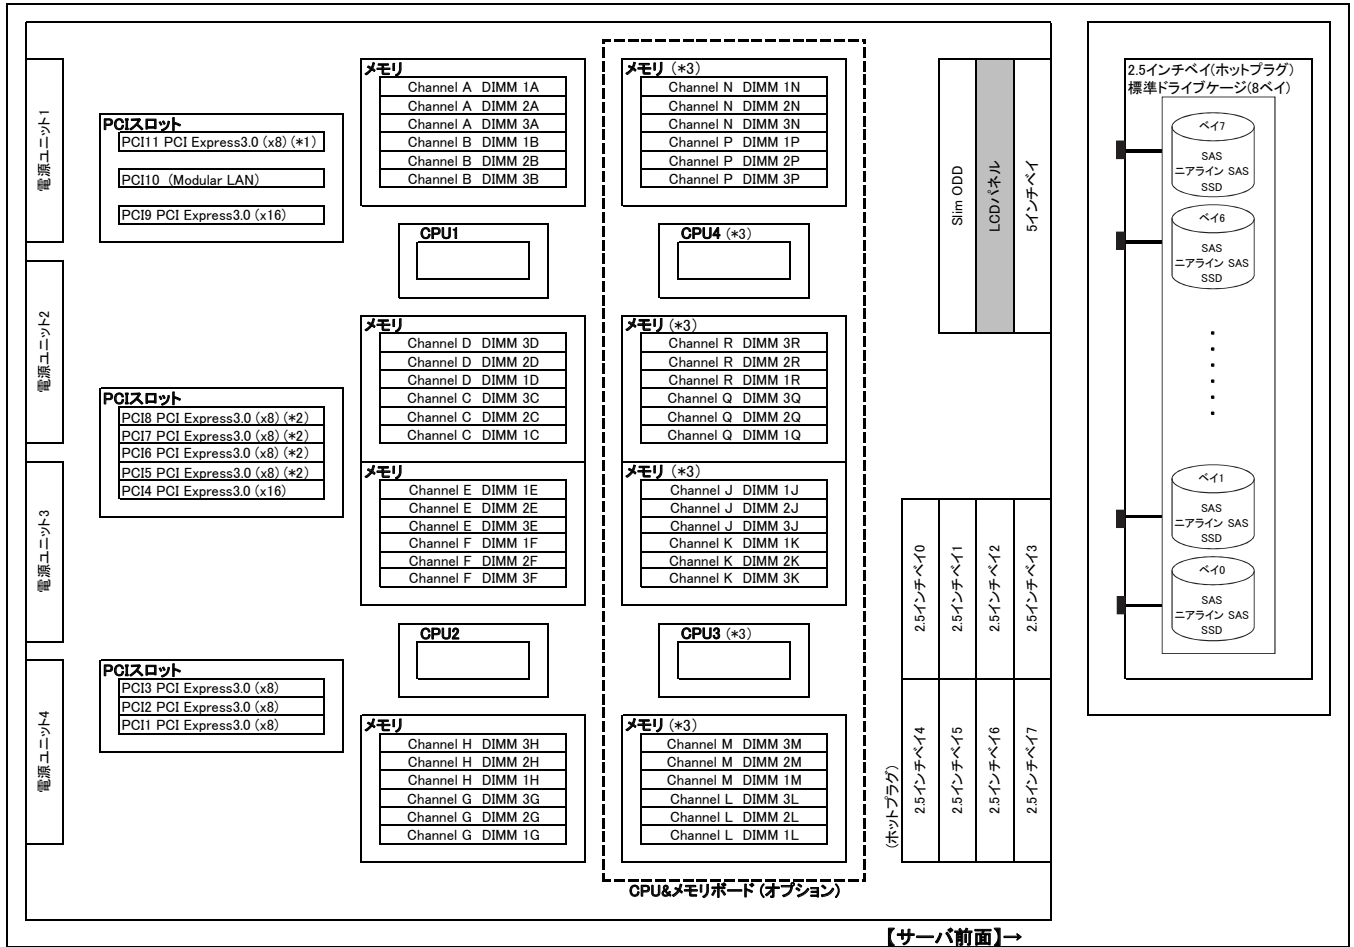 電源ユニット1
電源ユニット2
電源ユニット3
電源ユニット4
PCIスロット
PCI11 PCI Express3.0 (x8) (*1)
PCI10 (Modular LAN)
PCI9 PCI Express3.0 (x16)
PCIスロット
PCI8 PCI Express3.0 (x8) (*2)
PCI7 PCI Express3.0 (x8) (*2)
PCI6 PCI Express3.0 (x8) (*2)
PCI5 PCI Express3.0 (x8) (*2)
PCI4 PCI Express3.0 (x16)
PCIスロット
PCI3 PCI Express3.0 (x8)
PCI2 PCI Express3.0 (x8)
PCI1 PCI Express3.0 (x8)
メモリ
Channel A DIMM 1A
Channel A DIMM 2A
Channel A DIMM 3A
Channel B DIMM 1B
Channel B DIMM 2B
Channel B DIMM 3B
CPU1
メモリ
Channel D DIMM 3D
Channel D DIMM 2D
Channel D DIMM 1D
Channel C DIMM 3C
Channel C DIMM 2C
Channel C DIMM 1C
メモリ
Channel E DIMM 1E
Channel E DIMM 2E
Channel E DIMM 3E
Channel F DIMM 1F
Channel F DIMM 2F
Channel F DIMM 3F
CPU2
メモリ
Channel H DIMM 3H
Channel H DIMM 2H
Channel H DIMM 1H
Channel G DIMM 3G
Channel G DIMM 2G
Channel G DIMM 1G
メモリ (*3)
Channel N DIMM 1N
Channel N DIMM 2N
Channel N DIMM 3N
Channel P DIMM 1P
Channel P DIMM 2P
Channel P DIMM 3P
CPU4 (*3)
メモリ (*3)
Channel R DIMM 3R
Channel R DIMM 2R
Channel R DIMM 1R
Channel Q DIMM 3Q
Channel Q DIMM 2Q
Channel Q DIMM 1Q
メモリ (*3)
Channel J DIMM 1J
Channel J DIMM 2J
Channel J DIMM 3J
Channel K DIMM 1K
Channel K DIMM 2K
Channel K DIMM 3K
CPU3 (*3)
メモリ (*3)
Channel M DIMM 3M
Channel M DIMM 2M
Channel M DIMM 1M
Channel L DIMM 3L
Channel L DIMM 2L
Channel L DIMM 1L
CPU&メモリボード (オプション)
Slim ODD
LCDパネル
5インチベイ
2.5インチベイ0
2.5インチベイ1
2.5インチベイ2
2.5インチベイ3
(ホットプラグ)
2.5インチベイ4
2.5インチベイ5
2.5インチベイ6
2.5インチベイ7
2.5インチベイ(ホットプラグ)
標準ドライブケージ(8ベイ)
ベイ7
SAS
ニアライン SAS
SSD
ベイ6
SAS
ニアライン SAS
SSD
ベイ1
SAS
ニアライン SAS
SSD
ベイ0
SAS
ニアライン SAS
SSD
【サーバ前面】→